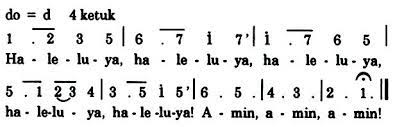 do = d 4 ketuk
1 . 2 3 5 | 6 . 7 i 7' | i . 7 6 5 |
Ha - le - lu - ya, ha - le - lu - ya, ha - le - lu - ya,
5 . i 2 3 4 | 3 . 5 i 5' | 6 . 5 . | 4 . 3 . | 2 . 1 . ||
ha - le-lu - ya, ha-le-lu-ya! A - min, a - min, a - min!